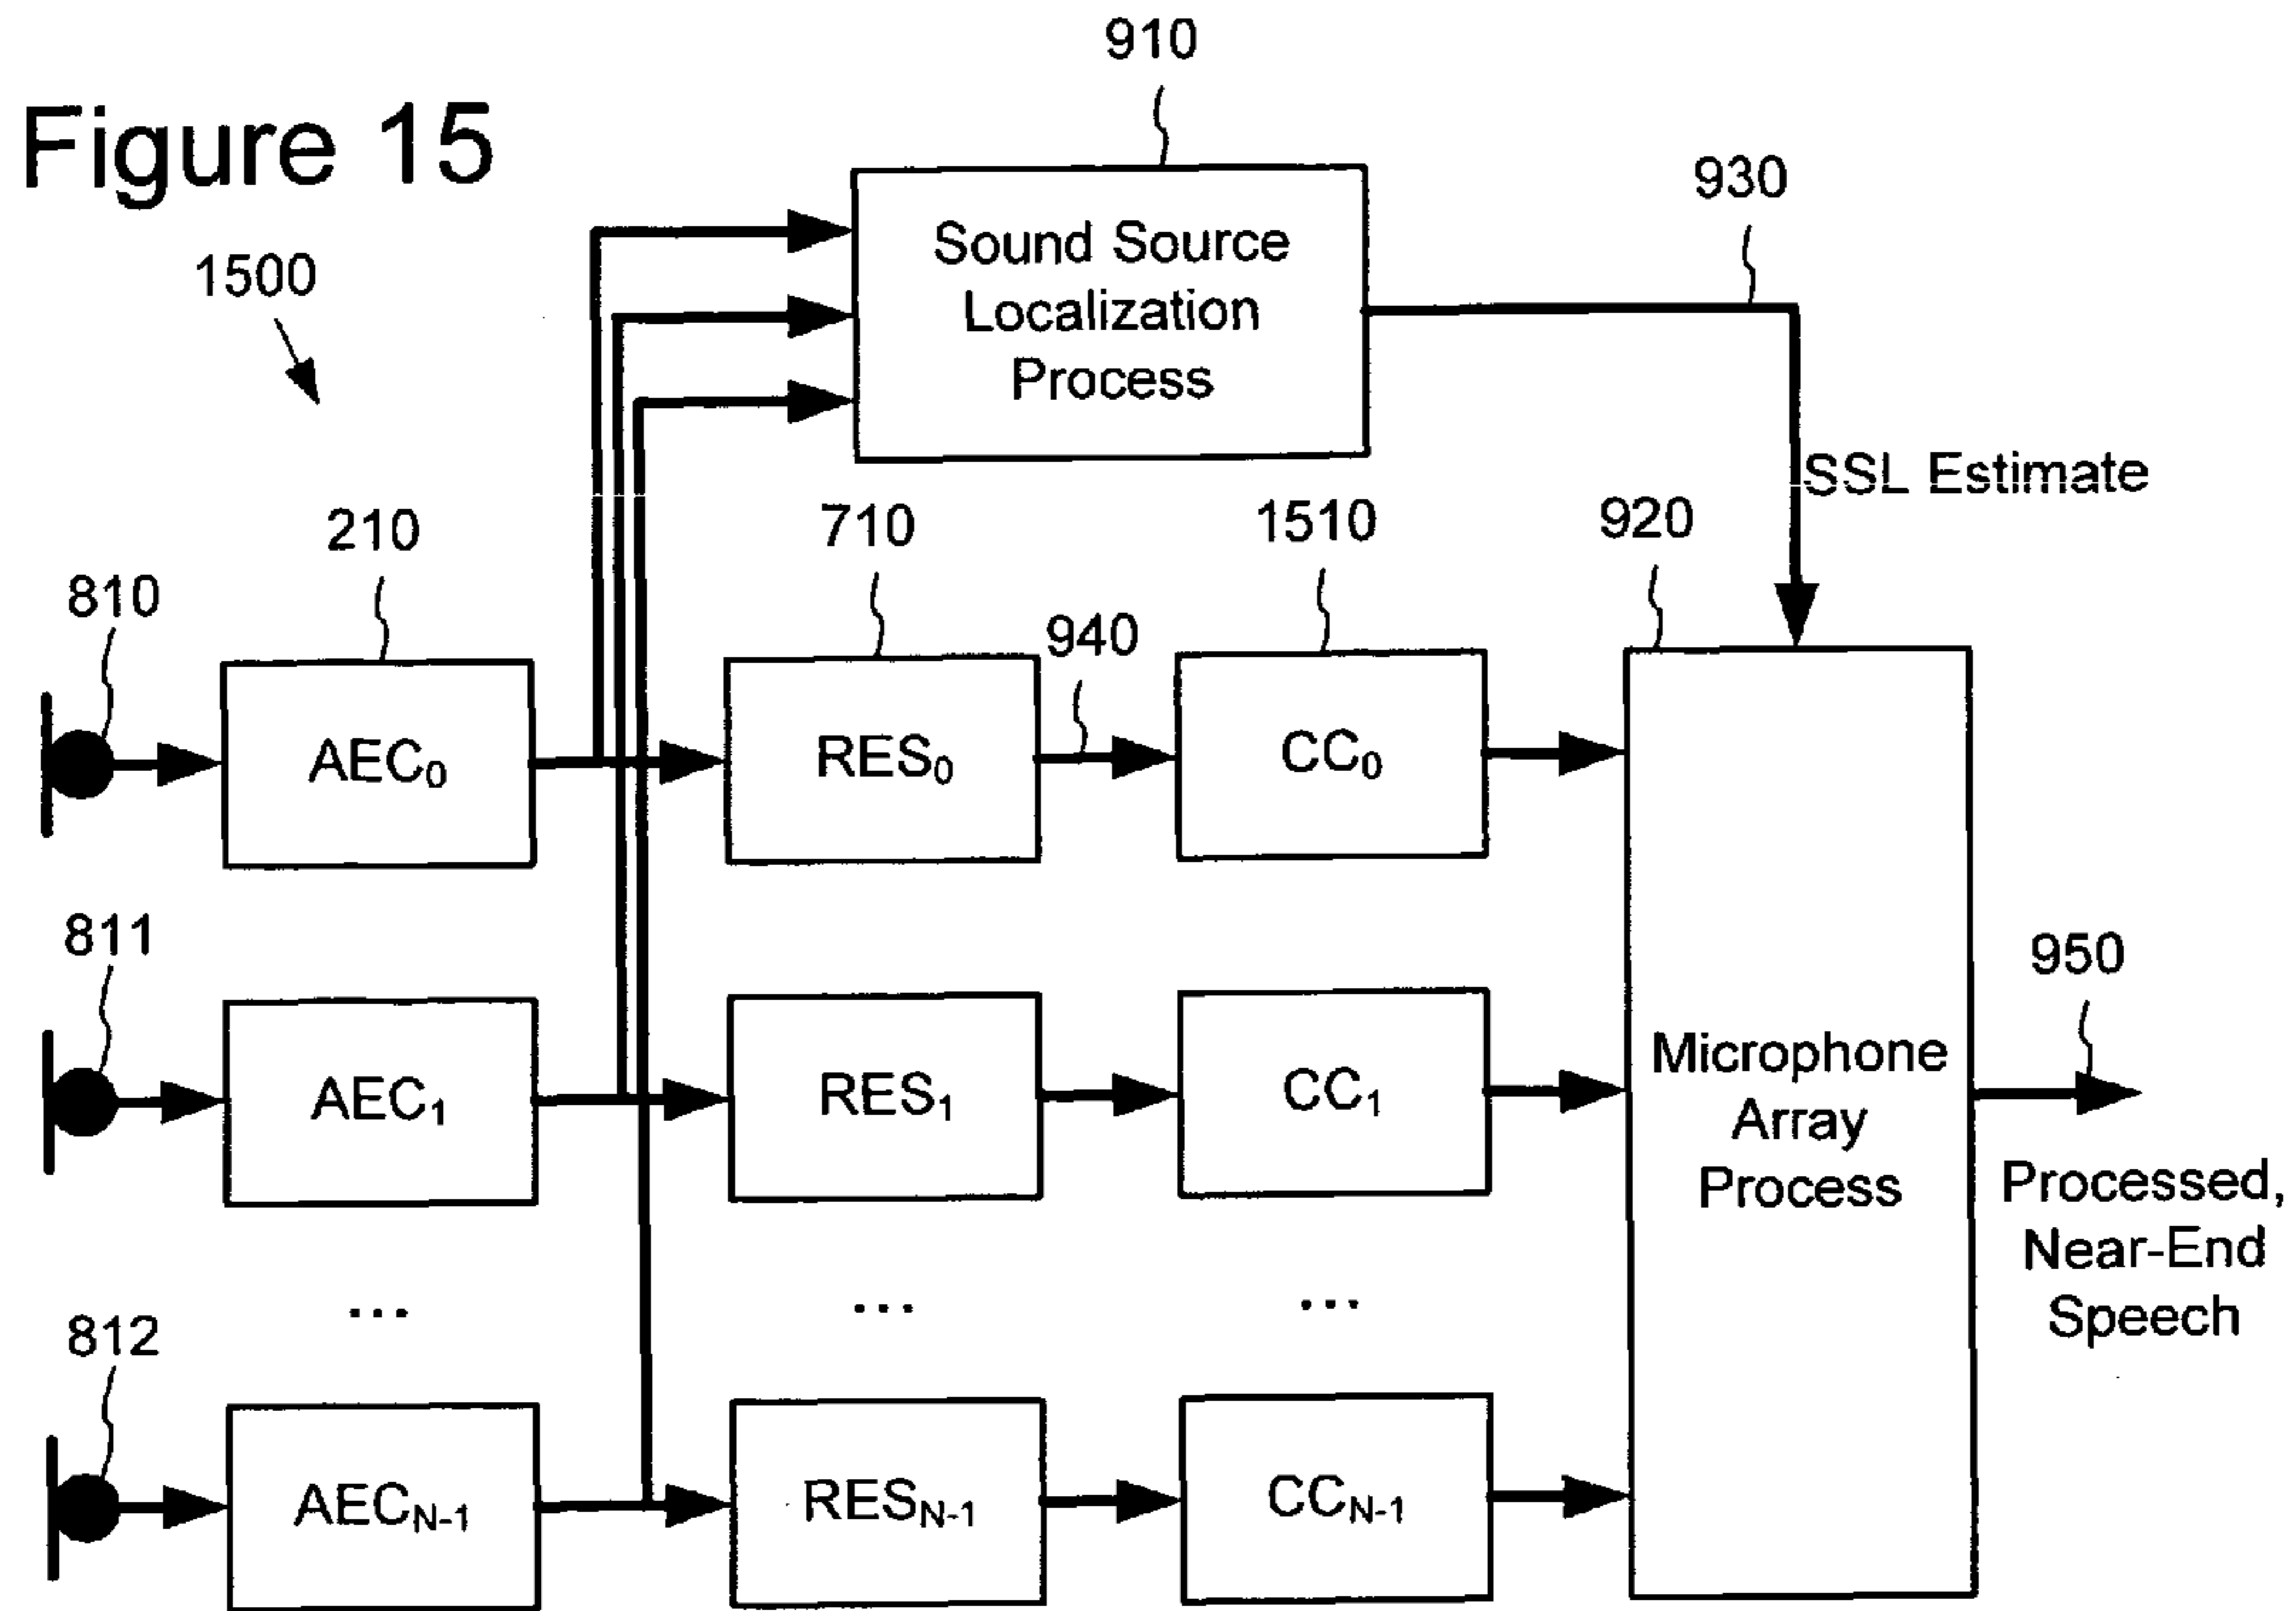 910
Figure 15
930
1500
Sound Source
Localization
Process
SSL Estimate
210
710
1510
920
810
940
AEC₀
RES₀
CC₀
811
950
AEC₁
RES₁
CC₁
Microphone
Array
Process
Processed,
Near-End
Speech
...
...
...
812
AECN-1
RESN-1
CCN-1